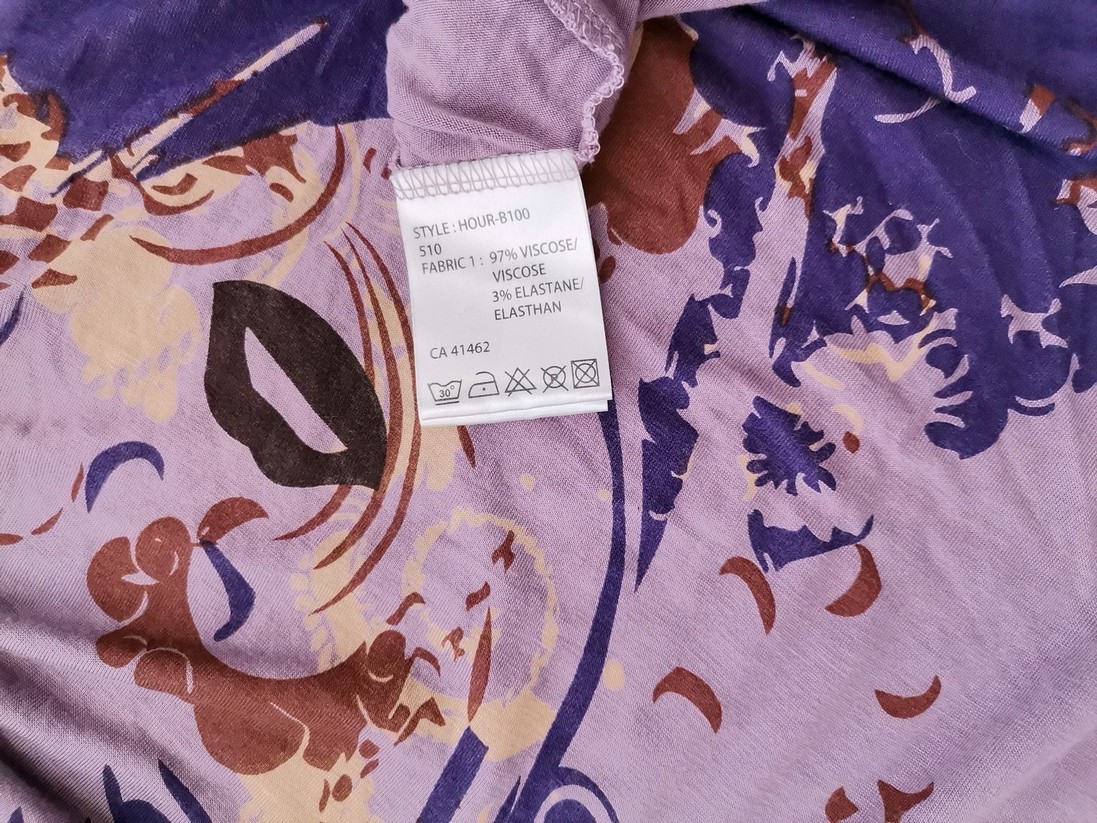 STYLE : HOUR-B100
510
FABRIC 1 : 97% VISCOSE/
VISCOSE
3% ELASTANE/
ELASTHAN
CA 41462
30°